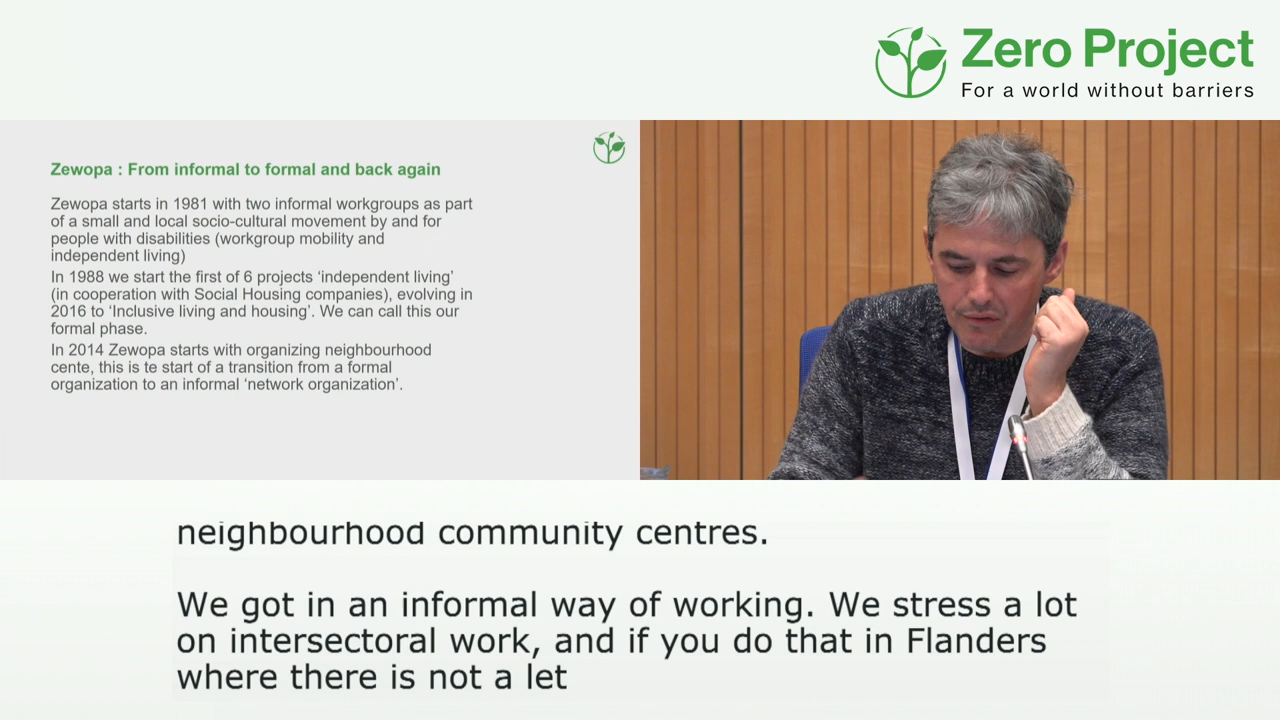 Zero Project
For a world without barriers
Zewopa : From informal to formal and back again
Zewopa starts in 1981 with two informal workgroups as part
of a small and local socio-cultural movement by and for
people with disabilities (workgroup mobility and
independent living)
In 1988 we start the first of 6 projects ‘independent living’
(in cooperation with Social Housing companies), evolving in
2016 to ‘Inclusive living and housing’. We can call this our
formal phase.
In 2014 Zewopa starts with organizing neighbourhood
cente, this is te start of a transition from a formal
organization to an informal ‘network organization’.
neighbourhood community centres.
We got in an informal way of working. We stress a lot
on intersectoral work, and if you do that in Flanders
where there is not a let